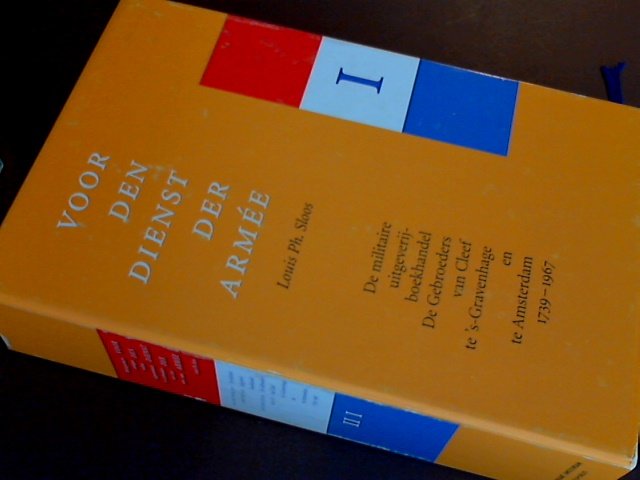 I
VOOR
DEN
DIENST
DER
ARMÉE
Louis Ph. Sloos
De militaire
uitgeverij-
boekhandel
De Gebroeders
van Cleef
te 's-Gravenhage
en
te Amsterdam
1739–1967